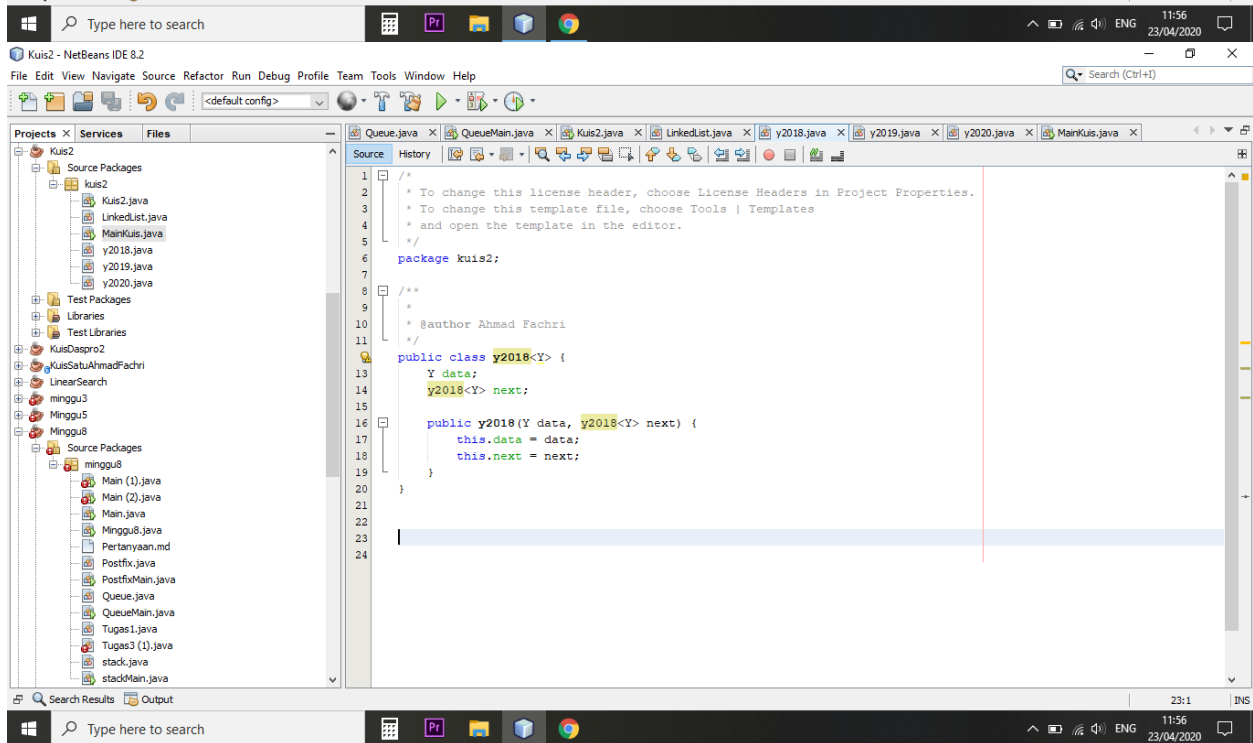 Type here to search
Pr
ENG
11:56
23/04/2020
Kuis2 - NetBeans IDE 8.2
File Edit View Navigate Source Refactor Run Debug Profile Team Tools Window Help
Search (Ctrl+I)
<default config>
Projects Services Files
Queue.java QueueMain.java Kuis2.java LinkedList.java y2018.java y2019.java y2020.java MainKuis.java
Source History
Kuis2
Source Packages
kuis2
Kuis2.java
LinkedList.java
MainKuis.java
y2018.java
y2019.java
y2020.java
Test Packages
Libraries
Test Libraries
KuisDaspro2
KuisSatuAhmadFachri
LinearSearch
minggu3
Minggu5
Minggu8
Source Packages
minggu8
Main (1).java
Main (2).java
Main.java
Minggu8.java
Pertanyaan.md
Postfix.java
PostfixMain.java
Queue.java
QueueMain.java
Tugas1.java
Tugas3 (1).java
stack.java
stackMain.java
1 /*
2 * To change this license header, choose License Headers in Project Properties.
3 * To change this template file, choose Tools | Templates
4 * and open the template in the editor.
5 */
6 package kuis2;
7
8 /**
9 *
10 * @author Ahmad Fachri
11 */
public class y2018<Y> {
13 Y data;
14 y2018<Y> next;
15
16 public y2018(Y data, y2018<Y> next) {
17 this.data = data;
18 this.next = next;
19 }
20 }
21
22
23
24
Search Results Output
23:1 INS
Type here to search
Pr
ENG
11:56
23/04/2020